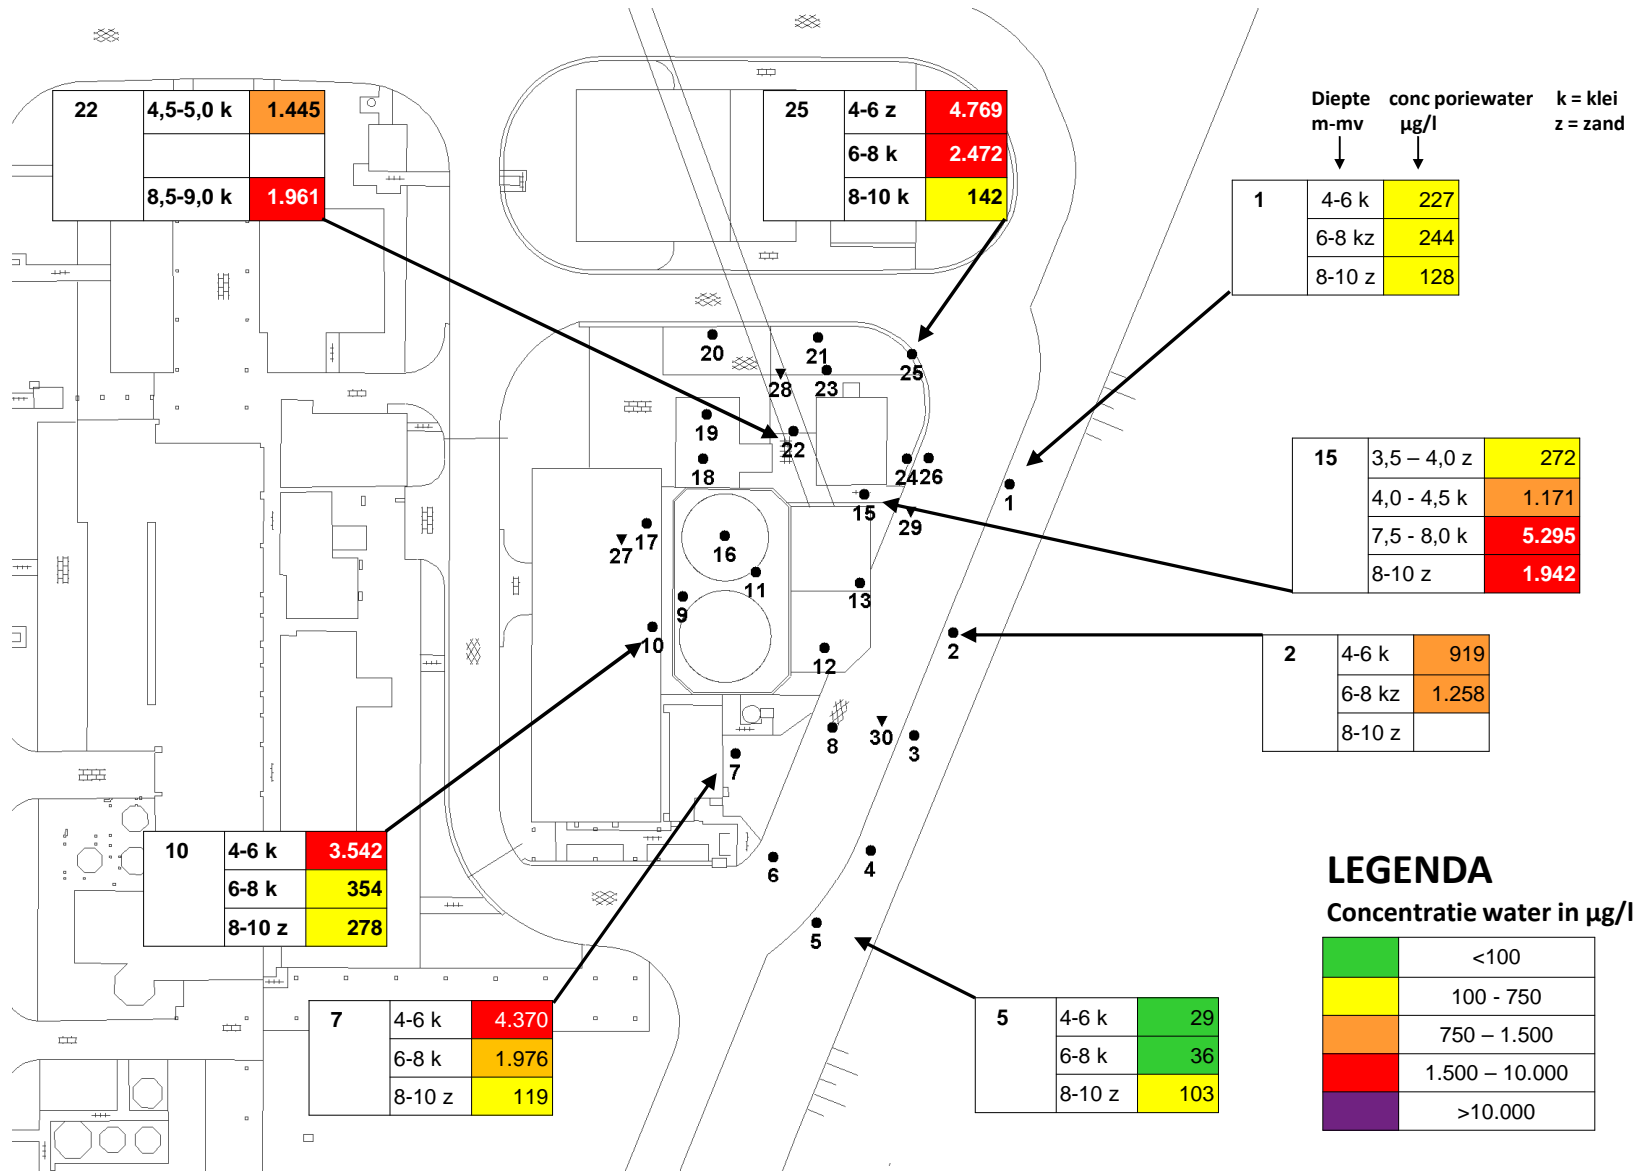 22 4,5-5,0 k 1.445
8,5-9,0 k 1.961
25 4-6 z 4.769
6-8 k 2.472
8-10 k 142
Diepte conc poriewater k = klei
m-mv µg/l z = zand
1 4-6 k 227
6-8 kz 244
8-10 z 128
20
21
25
28
23
19
22
18
24
26
1
15
29
17
27
16
11
13
9
10
2
12
8
30
3
7
4
6
5
15 3,5 – 4,0 z 272
4,0 - 4,5 k 1.171
7,5 - 8,0 k 5.295
8-10 z 1.942
2 4-6 k 919
6-8 kz 1.258
8-10 z
10 4-6 k 3.542
6-8 k 354
8-10 z 278
7 4-6 k 4.370
6-8 k 1.976
8-10 z 119
5 4-6 k 29
6-8 k 36
8-10 z 103
LEGENDA
Concentratie water in µg/l
<100
100 - 750
750 – 1.500
1.500 – 10.000
>10.000